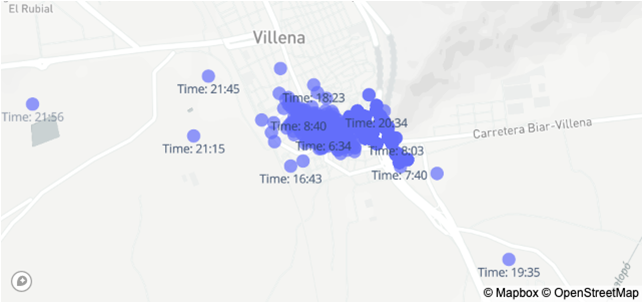 El Rubial
Villena
Time: 21:45
Time: 18:23
Time: 21:56
Time: 8:40
Time: 20:34
Carretera Biar-Villena
Time: 21:15
Time: 6:34
Time: 8:03
Time: 16:43
Time: 7:40
Time: 19:35
© Mapbox © OpenStreetMap